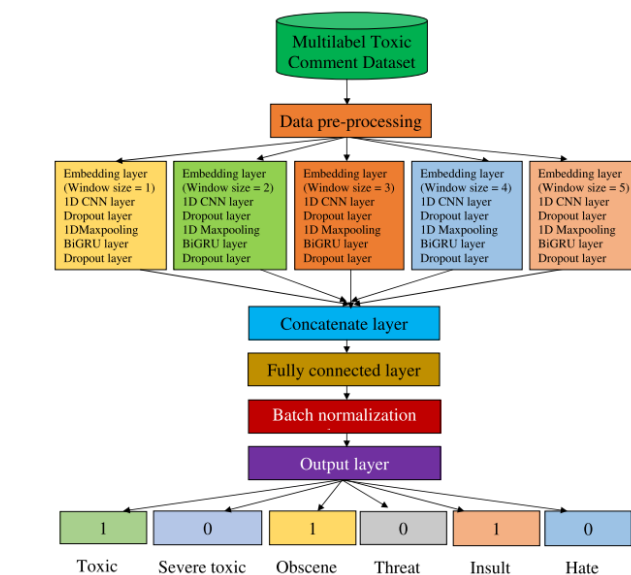 Multilabel Toxic
Comment Dataset
Data pre-processing
Embedding layer
(Window size = 1)
1D CNN layer
Dropout layer
1DMaxpooling
BiGRU layer
Dropout layer
Embedding layer
(Window size = 2)
1D CNN layer
Dropout layer
1D Maxpooling
BiGRU layer
Dropout layer
Embedding layer
(Window size = 3)
1D CNN layer
Dropout layer
1D Maxpooling
BiGRU layer
Dropout layer
Embedding layer
(Window size = 4)
1D CNN layer
Dropout layer
1D Maxpooling
BiGRU layer
Dropout layer
Embedding layer
(Window size = 5)
1D CNN layer
Dropout layer
1D Maxpooling
BiGRU layer
Dropout layer
Concatenate layer
Fully connected layer
Batch normalization
Output layer
1 0 1 0 1 0
Toxic Severe toxic Obscene Threat Insult Hate